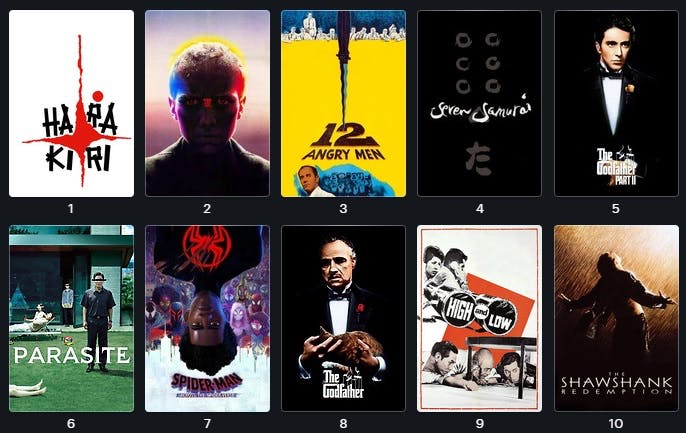 HARA
KIRI
12
ANGRY MEN
Seven Samurai
た
The
Godfather
PART II
1
2
3
4
5
PARASITE
SPIDER-MAN
The
Godfather
HIGH and LOW
THE
SHAWSHANK
REDEMPTION
6
7
8
9
10